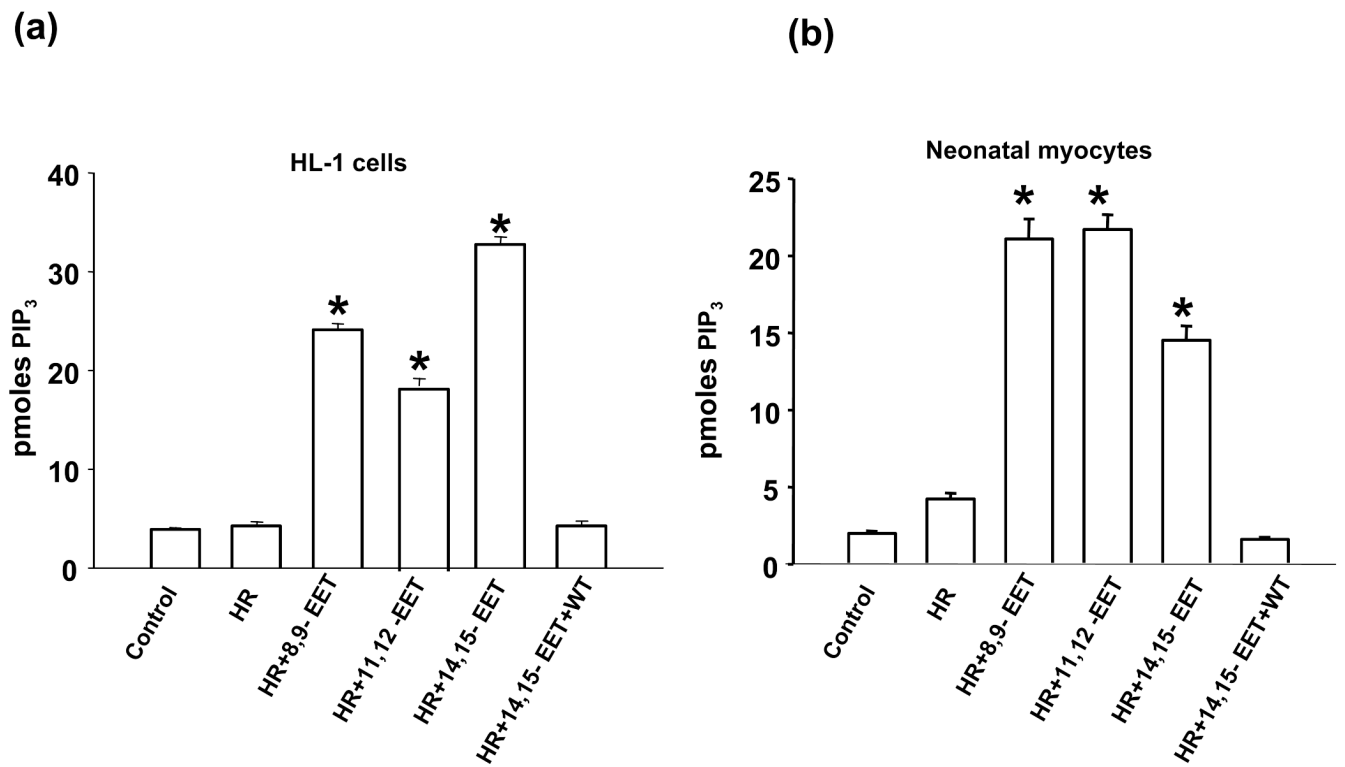 (a)
HL-1 cells
pmoles PIP3
40
30
20
10
0
*
*
*
Control
HR
HR+8,9- EET
HR+11,12 -EET
HR+14,15- EET
HR+14,15- EET+WT
(b)
Neonatal myocytes
pmoles PIP3
25
20
15
10
5
0
*
*
*
Control
HR
HR+8,9- EET
HR+11,12 -EET
HR+14,15- EET
HR+14,15- EET+WT